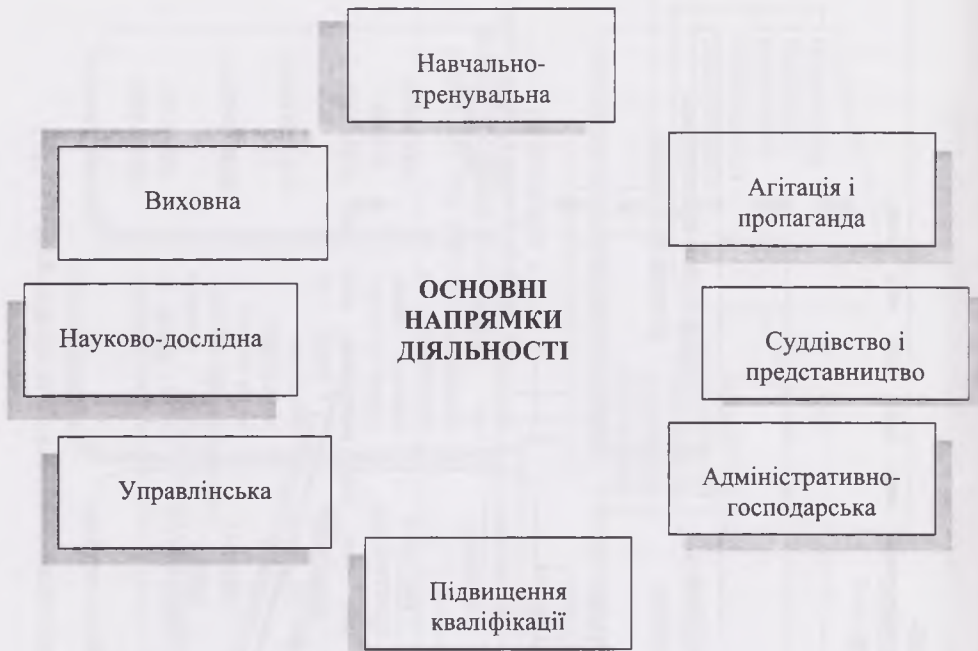 Навчально-
тренувальна
Виховна
Агітація і
пропаганда
ОСНОВНІ
НАПРЯМКИ
ДІЯЛЬНОСТІ
Науково-дослідна
Суддівство і
представництво
Управлінська
Адміністративно-
господарська
Підвищення
кваліфікації